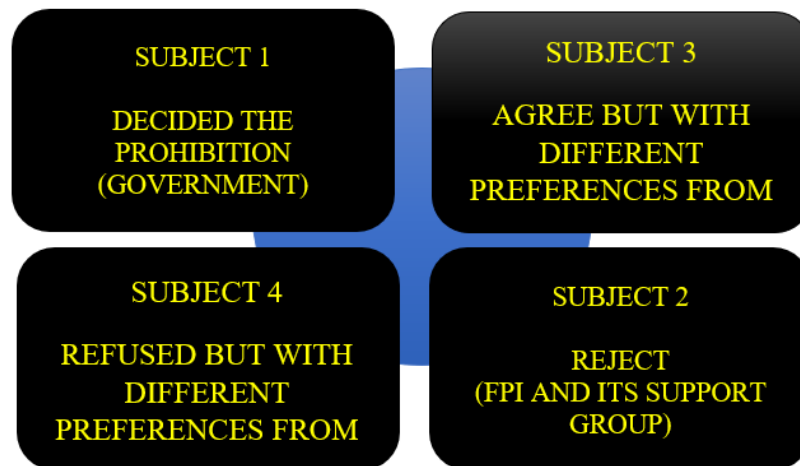 SUBJECT 1
DECIDED THE
PROHIBITION
(GOVERNMENT)
SUBJECT 3
AGREE BUT WITH
DIFFERENT
PREFERENCES FROM
SUBJECT 4
REFUSED BUT WITH
DIFFERENT
PREFERENCES FROM
SUBJECT 2
REJECT
(FPI AND ITS SUPPORT
GROUP)